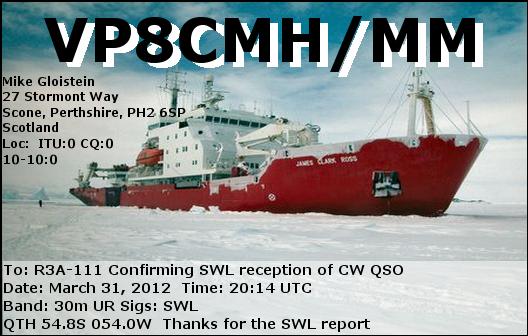 VP8CMH/MM
Mike Gloistein
27 Stormont Way
Scone, Perthshire, PH2 6SP
Scotland
Loc:  ITU:0 CQ:0
10-10:0
JAMES CLARK ROSS
To: R3A-111 Confirming SWL reception of CW QSO
Date: March 31, 2012  Time: 20:14 UTC
Band: 30m UR Sigs: SWL
QTH 54.8S 054.0W  Thanks for the SWL report